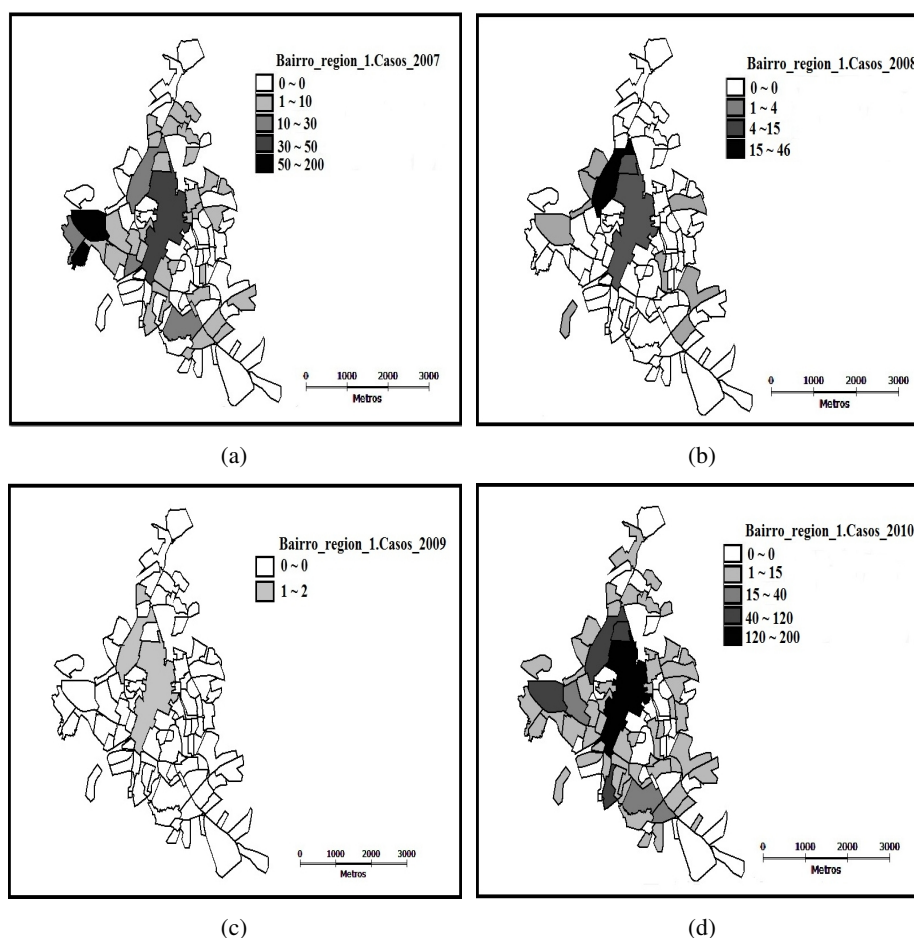 Bairro_region_1.Casos_2007
0 ~ 0
1 ~ 10
10 ~ 30
30 ~ 50
50 ~ 200
0 1000 2000 3000
Metros
(a)
Bairro_region_1.Casos_2008
0 ~ 0
1 ~ 4
4 ~ 15
15 ~ 46
0 1000 2000 3000
Metros
(b)
Bairro_region_1.Casos_2009
0 ~ 0
1 ~ 2
0 1000 2000 3000
Metros
(c)
Bairro_region_1.Casos_2010
0 ~ 0
1 ~ 15
15 ~ 40
40 ~ 120
120 ~ 200
0 1000 2000 3000
Metros
(d)